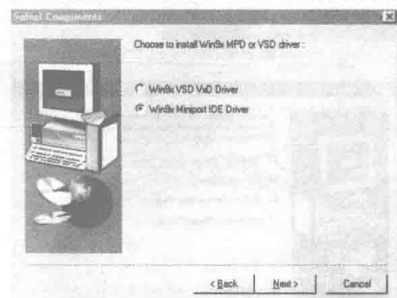 Select Components
Choose to install Win9x MPD or VSD driver :
Win9x VSD VxD Driver
Win9x Miniport IDE Driver
< Back
Next >
Cancel